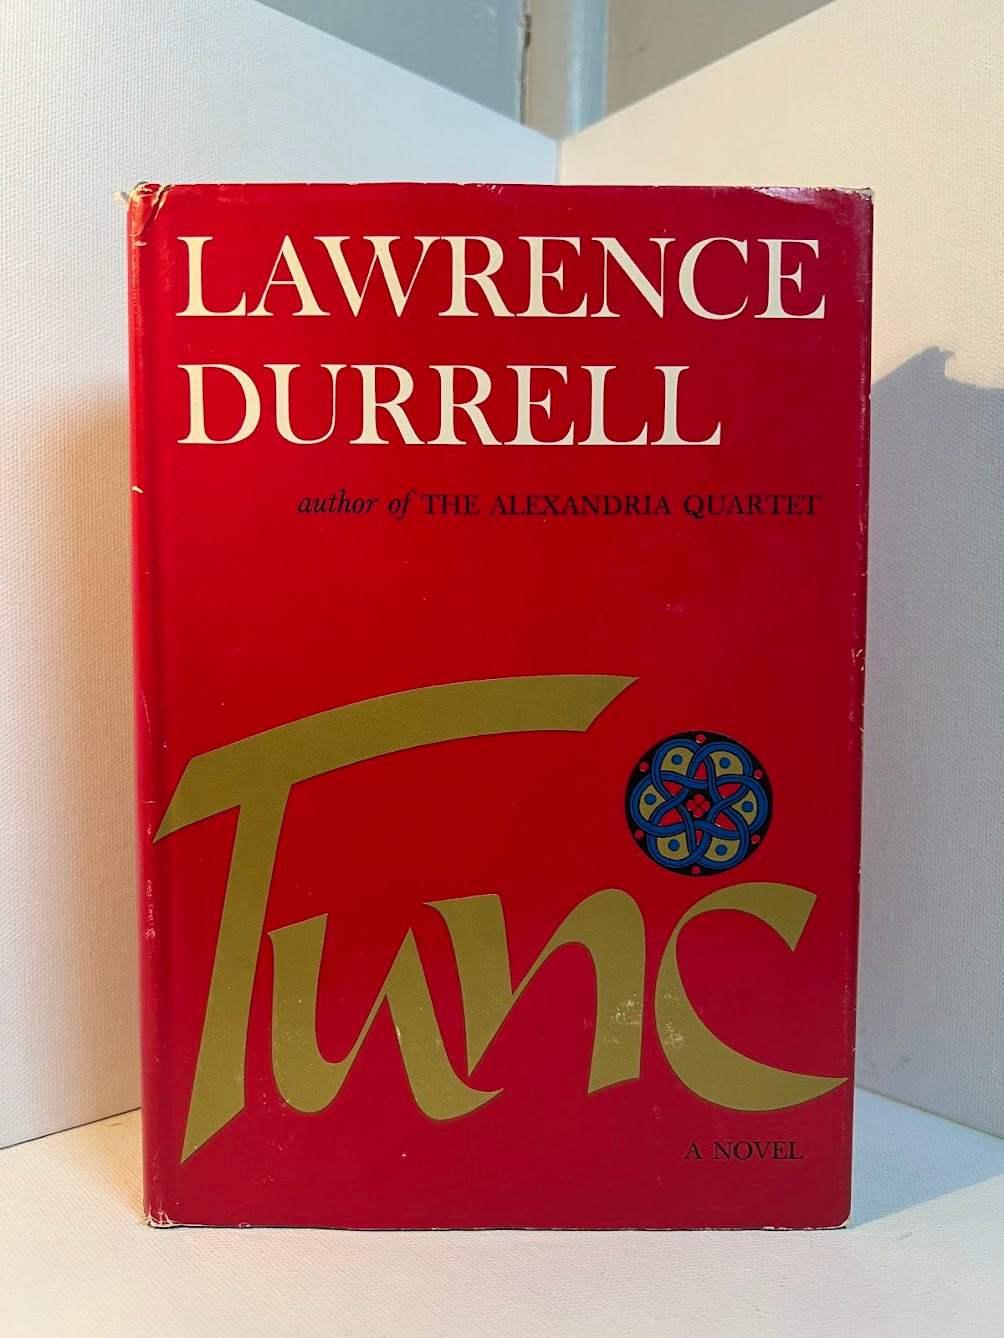 LAWRENCE
DURRELL
author of THE ALEXANDRIA QUARTET
Tunc
A NOVEL